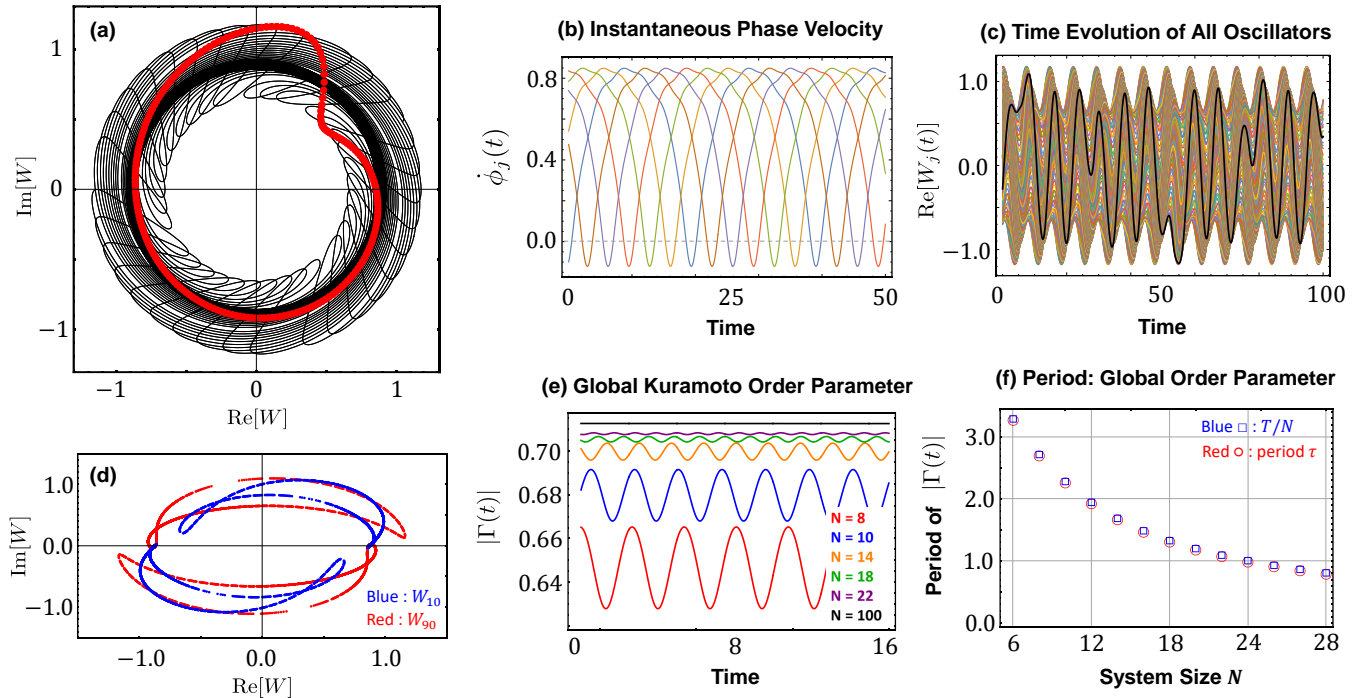 (a)
Im[W]
1
0
−1
−1
0
1
Re[W]
(b) Instantaneous Phase Velocity
ϕ̇ⱼ(t)
0.8
0.4
0.0
0
25
50
Time
(c) Time Evolution of All Oscillators
Re[Wⱼ(t)]
1.0
0.0
−1.0
0
50
100
Time
(d)
Im[W]
1.0
0.0
−1.0
Blue : W₁₀
Red : W₉₀
−1.0
0.0
1.0
Re[W]
(e) Global Kuramoto Order Parameter
|Γ(t)|
0.70
0.68
0.66
0.64
N = 8
N = 10
N = 14
N = 18
N = 22
N = 100
0
8
16
Time
(f) Period: Global Order Parameter
Period of |Γ(t)|
3.0
2.0
1.0
0.0
Blue □ : T/N
Red ○ : period τ
6
12
18
24
28
System Size N